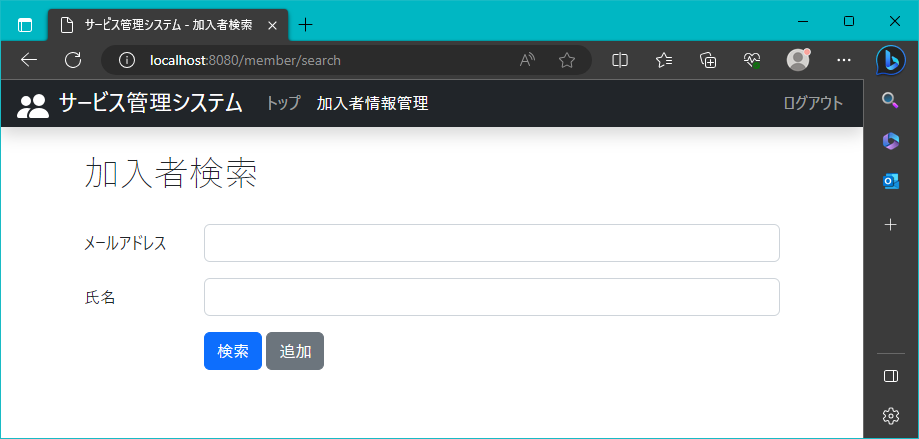 サービス管理システム - 加入者検索
localhost:8080/member/search
サービス管理システム トップ 加入者情報管理 ログアウト
加入者検索
メールアドレス
氏名
検索 追加